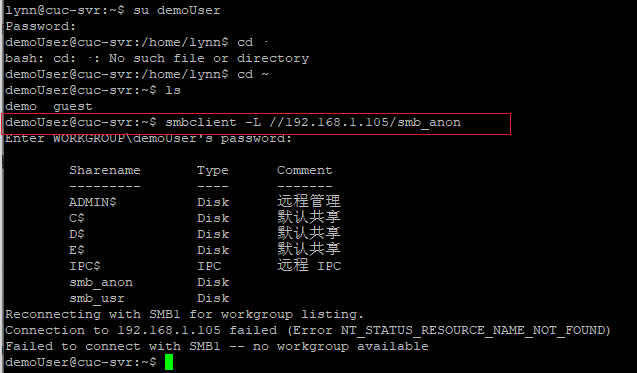 lynn@cuc-svr:~$ su demoUser
Password:
demoUser@cuc-svr:/home/lynn$ cd ·
bash: cd: ·: No such file or directory
demoUser@cuc-svr:/home/lynn$ cd ~
demoUser@cuc-svr:~$ ls
demo  guest
demoUser@cuc-svr:~$ smbclient -L //192.168.1.105/smb_anon
Enter WORKGROUP\demoUser's password:
Sharename       Type      Comment
---------       ----      -------
ADMIN$          Disk      远程管理
C$              Disk      默认共享
D$              Disk      默认共享
E$              Disk      默认共享
IPC$            IPC       远程 IPC
smb_anon        Disk
smb_usr         Disk
Reconnecting with SMB1 for workgroup listing.
Connection to 192.168.1.105 failed (Error NT_STATUS_RESOURCE_NAME_NOT_FOUND)
Failed to connect with SMB1 -- no workgroup available
demoUser@cuc-svr:~$